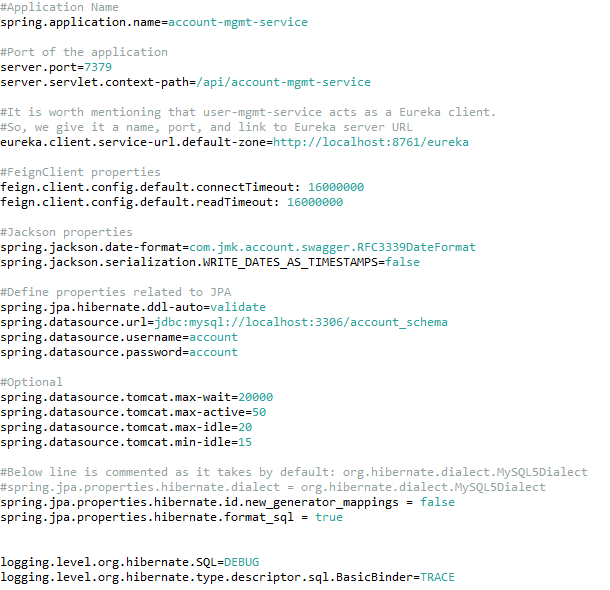 #Application Name
spring.application.name=account-mgmt-service
#Port of the application
server.port=7379
server.servlet.context-path=/api/account-mgmt-service
#It is worth mentioning that user-mgmt-service acts as a Eureka client.
#So, we give it a name, port, and link to Eureka server URL
eureka.client.service-url.default-zone=http://localhost:8761/eureka
#FeignClient properties
feign.client.config.default.connectTimeout: 16000000
feign.client.config.default.readTimeout: 16000000
#Jackson properties
spring.jackson.date-format=com.jmk.account.swagger.RFC3339DateFormat
spring.jackson.serialization.WRITE_DATES_AS_TIMESTAMPS=false
#Define properties related to JPA
spring.jpa.hibernate.ddl-auto=validate
spring.datasource.url=jdbc:mysql://localhost:3306/account_schema
spring.datasource.username=account
spring.datasource.password=account
#Optional
spring.datasource.tomcat.max-wait=20000
spring.datasource.tomcat.max-active=50
spring.datasource.tomcat.max-idle=20
spring.datasource.tomcat.min-idle=15
#Below line is commented as it takes by default: org.hibernate.dialect.MySQL5Dialect
#spring.jpa.properties.hibernate.dialect = org.hibernate.dialect.MySQL5Dialect
spring.jpa.properties.hibernate.id.new_generator_mappings = false
spring.jpa.properties.hibernate.format_sql = true
logging.level.org.hibernate.SQL=DEBUG
logging.level.org.hibernate.type.descriptor.sql.BasicBinder=TRACE